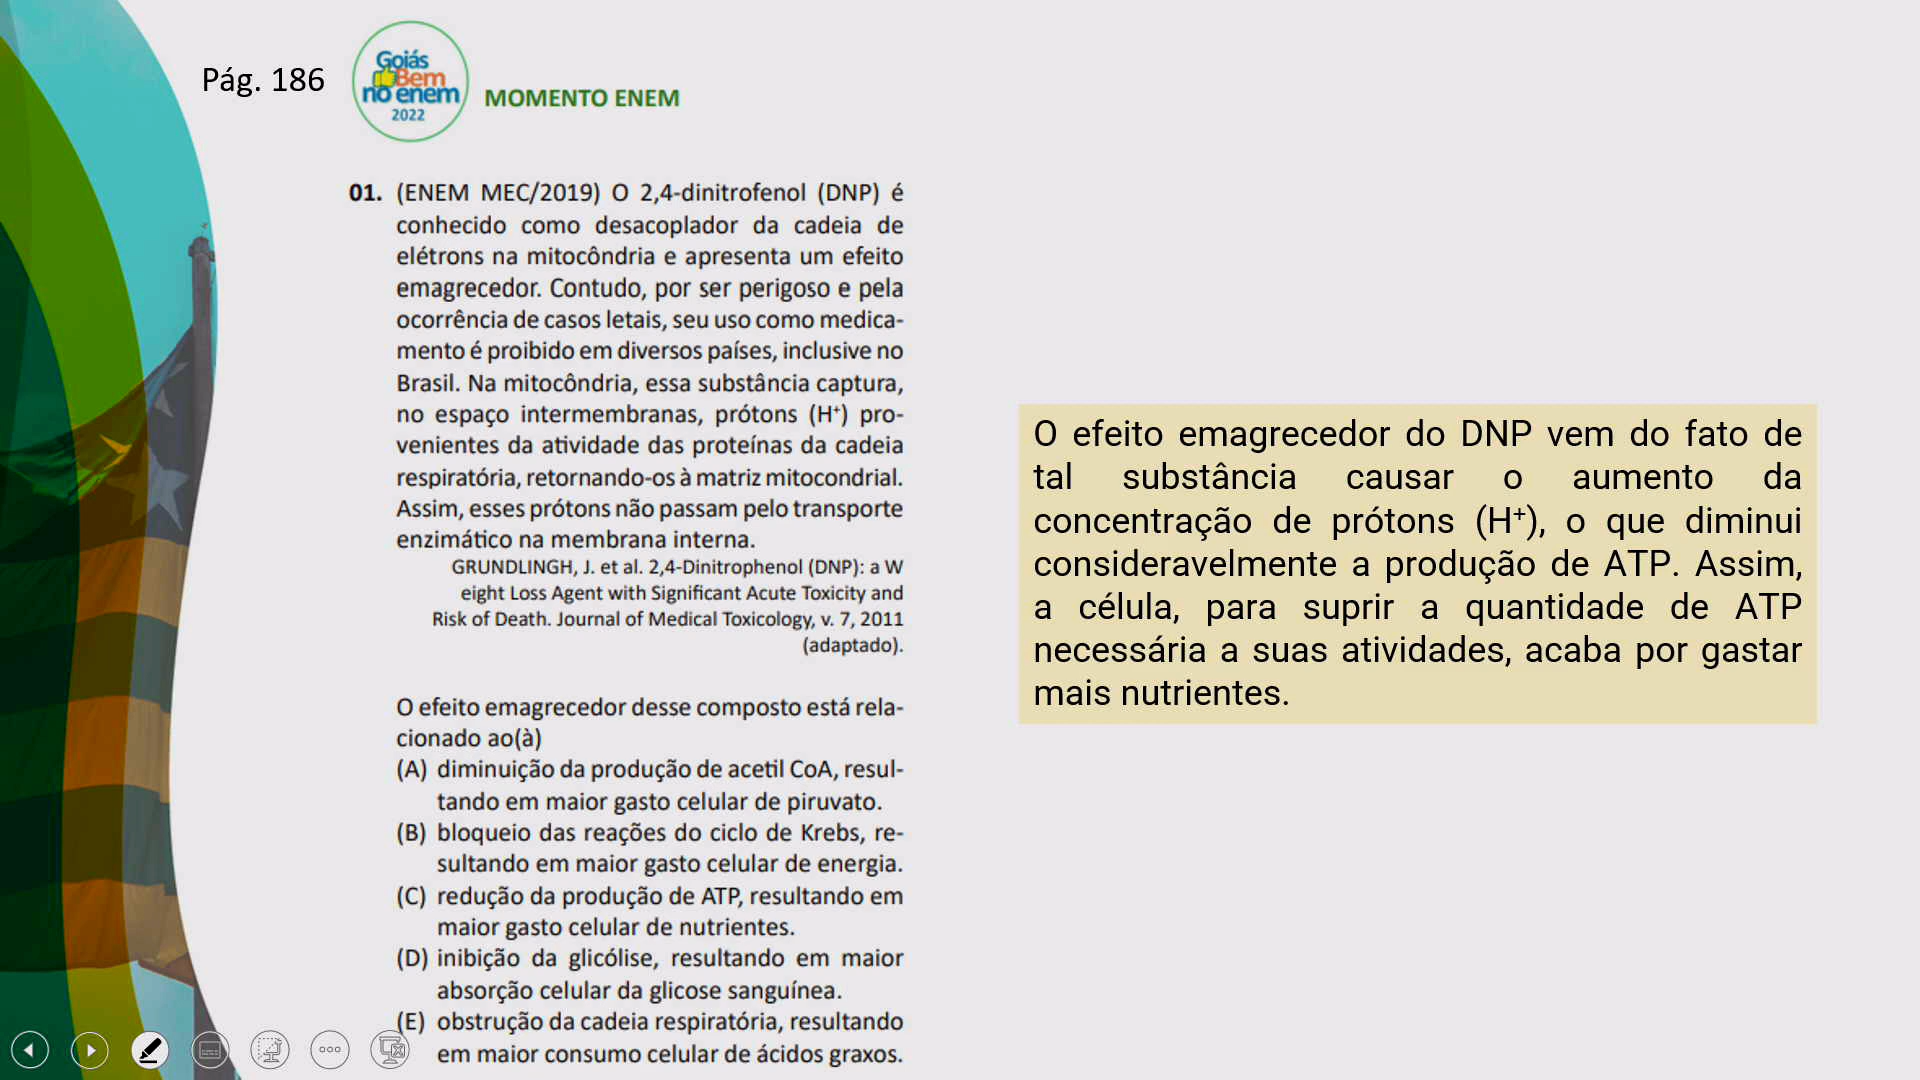 Pág. 186
Goiás
Bem
no enem
2022
MOMENTO ENEM
01. (ENEM MEC/2019) O 2,4-dinitrofenol (DNP) é
conhecido como desacoplador da cadeia de
elétrons na mitocôndria e apresenta um efeito
emagrecedor. Contudo, por ser perigoso e pela
ocorrência de casos letais, seu uso como medica-
mento é proibido em diversos países, inclusive no
Brasil. Na mitocôndria, essa substância captura,
no espaço intermembranas, prótons (H⁺) pro-
venientes da atividade das proteínas da cadeia
respiratória, retornando-os à matriz mitocondrial.
Assim, esses prótons não passam pelo transporte
enzimático na membrana interna.
GRUNDLINGH, J. et al. 2,4-Dinitrophenol (DNP): a W
eight Loss Agent with Significant Acute Toxicity and
Risk of Death. Journal of Medical Toxicology, v. 7, 2011
(adaptado).
O efeito emagrecedor desse composto está rela-
cionado ao(à)
(A) diminuição da produção de acetil CoA, resul-
tando em maior gasto celular de piruvato.
(B) bloqueio das reações do ciclo de Krebs, re-
sultando em maior gasto celular de energia.
(C) redução da produção de ATP, resultando em
maior gasto celular de nutrientes.
(D) inibição da glicólise, resultando em maior
absorção celular da glicose sanguínea.
(E) obstrução da cadeia respiratória, resultando
em maior consumo celular de ácidos graxos.
O efeito emagrecedor do DNP vem do fato de
tal substância causar o aumento da
concentração de prótons (H⁺), o que diminui
consideravelmente a produção de ATP. Assim,
a célula, para suprir a quantidade de ATP
necessária a suas atividades, acaba por gastar
mais nutrientes.